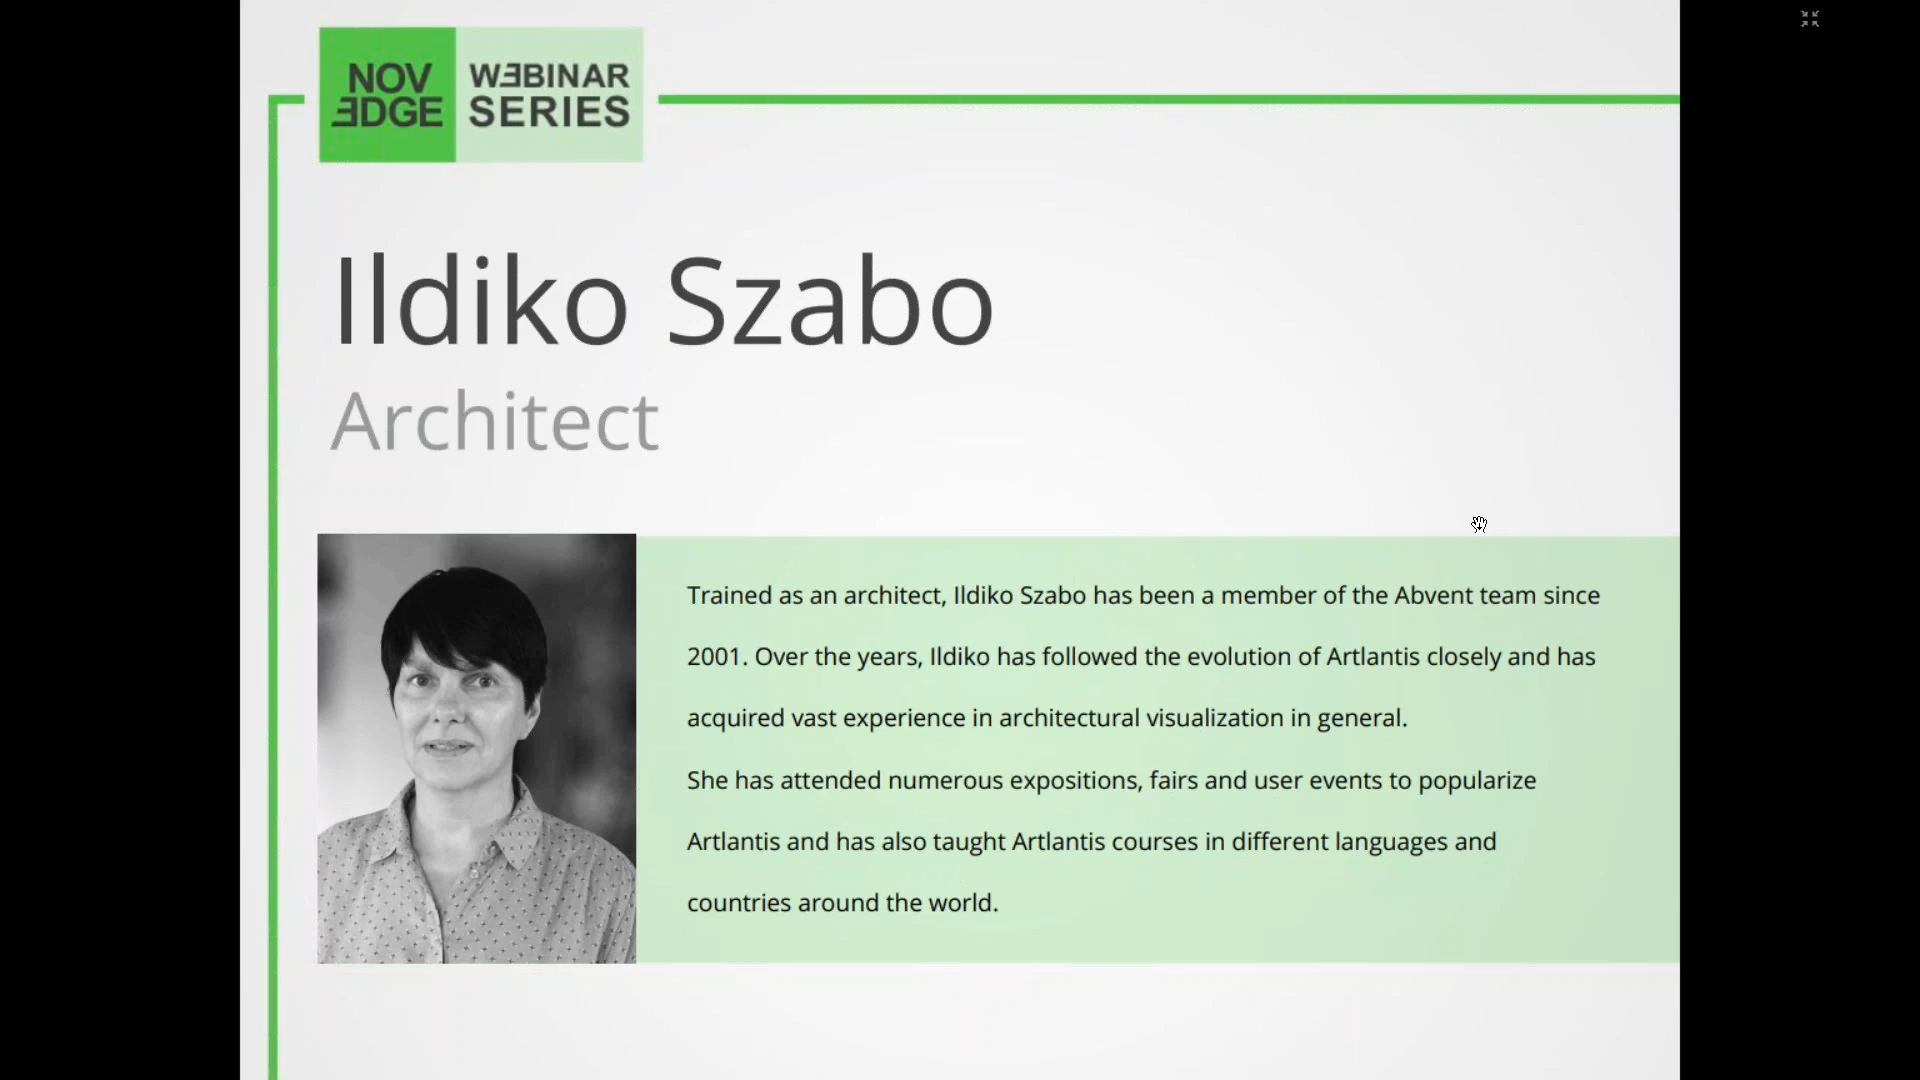 NOV
EDGE
WEBINAR
SERIES
Ildiko Szabo
Architect
Trained as an architect, Ildiko Szabo has been a member of the Abvent team since
2001. Over the years, Ildiko has followed the evolution of Artlantis closely and has
acquired vast experience in architectural visualization in general.
She has attended numerous expositions, fairs and user events to popularize
Artlantis and has also taught Artlantis courses in different languages and
countries around the world.